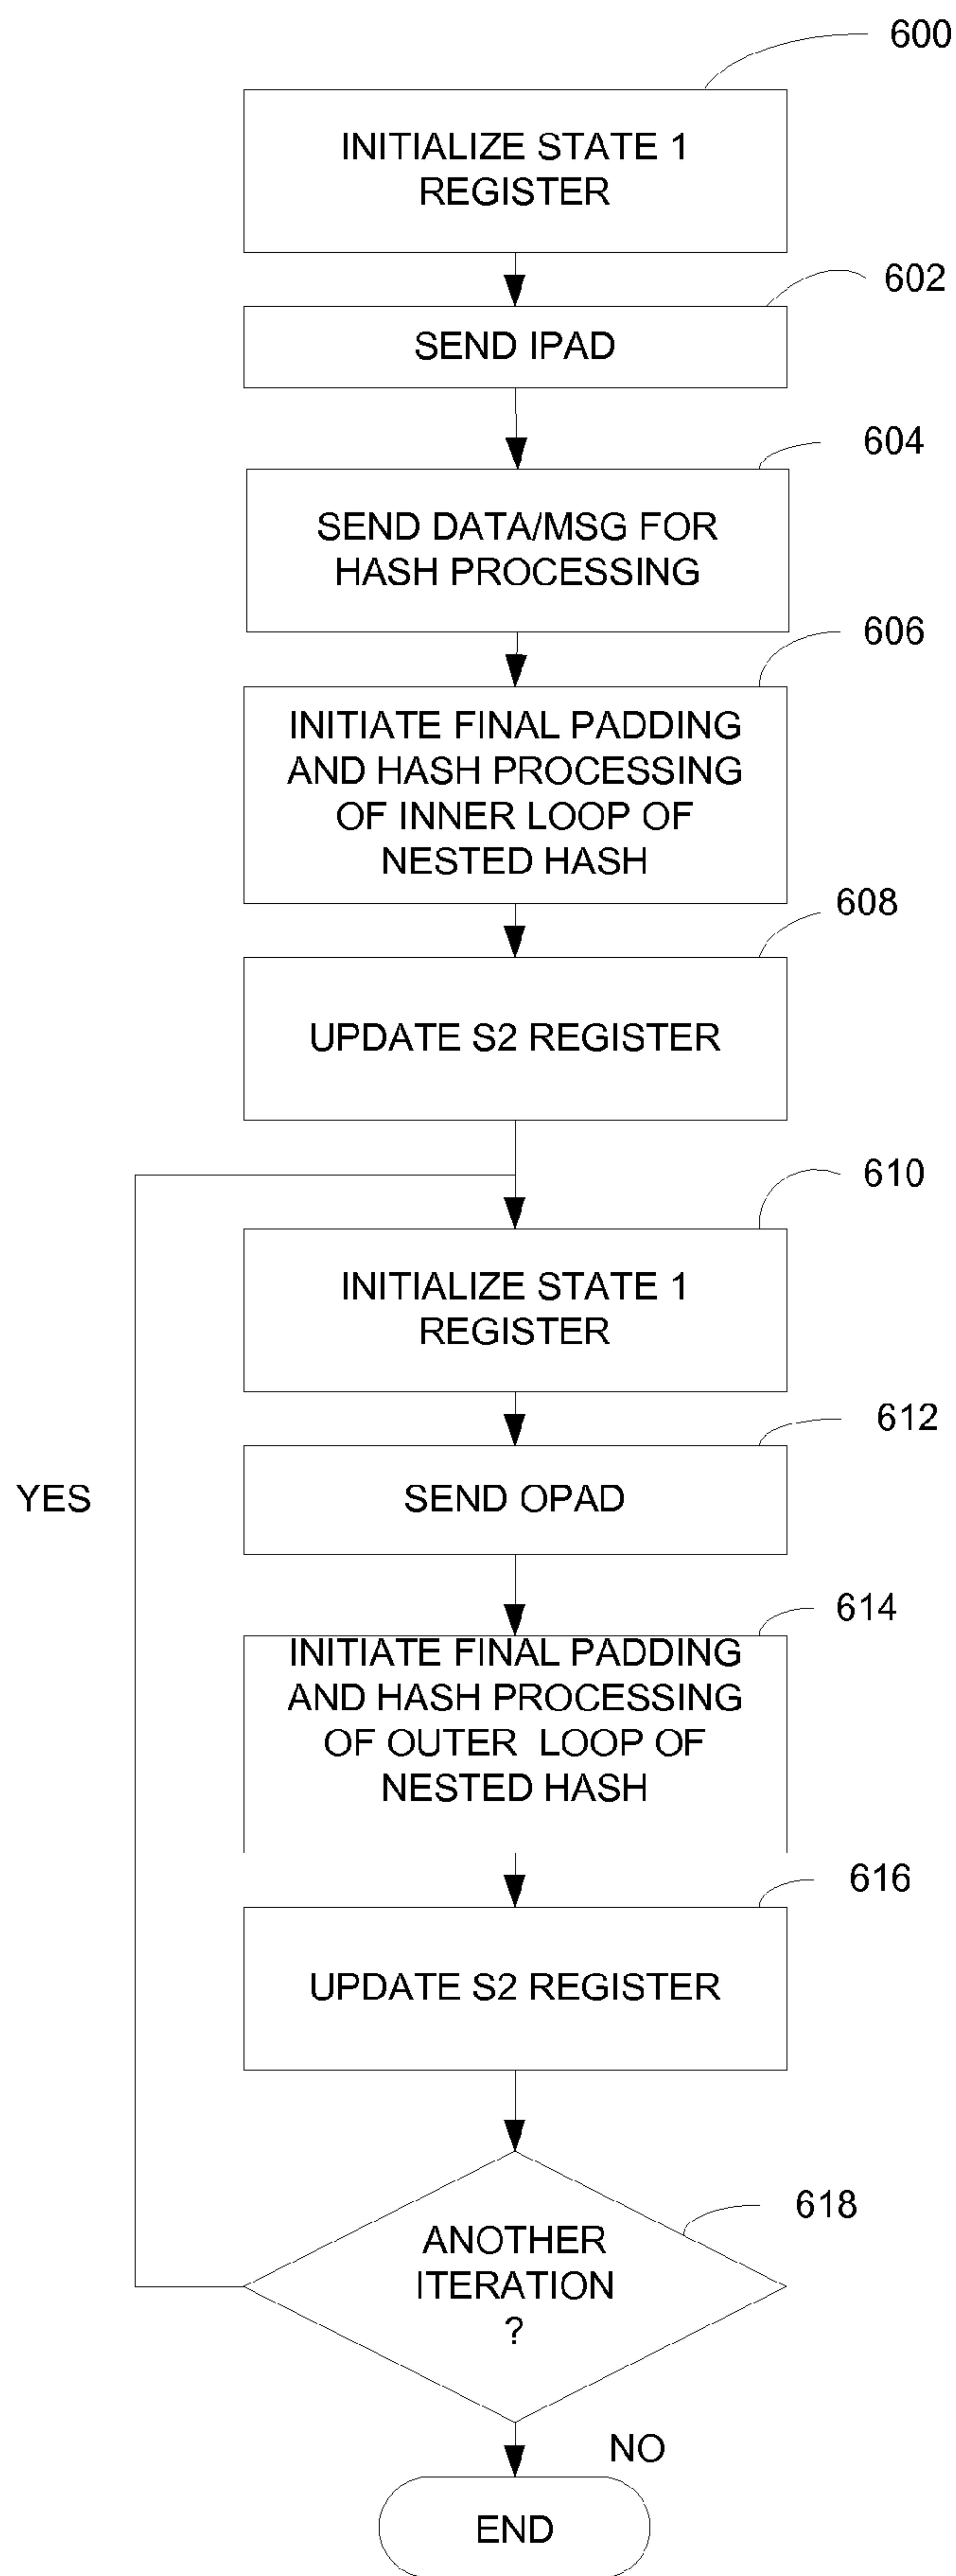 600
INITIALIZE STATE 1
REGISTER
602
SEND IPAD
604
SEND DATA/MSG FOR
HASH PROCESSING
606
INITIATE FINAL PADDING
AND HASH PROCESSING
OF INNER LOOP OF
NESTED HASH
608
UPDATE S2 REGISTER
610
INITIALIZE STATE 1
REGISTER
612
YES
SEND OPAD
614
INITIATE FINAL PADDING
AND HASH PROCESSING
OF OUTER LOOP OF
NESTED HASH
616
UPDATE S2 REGISTER
618
ANOTHER
ITERATION
?
NO
END